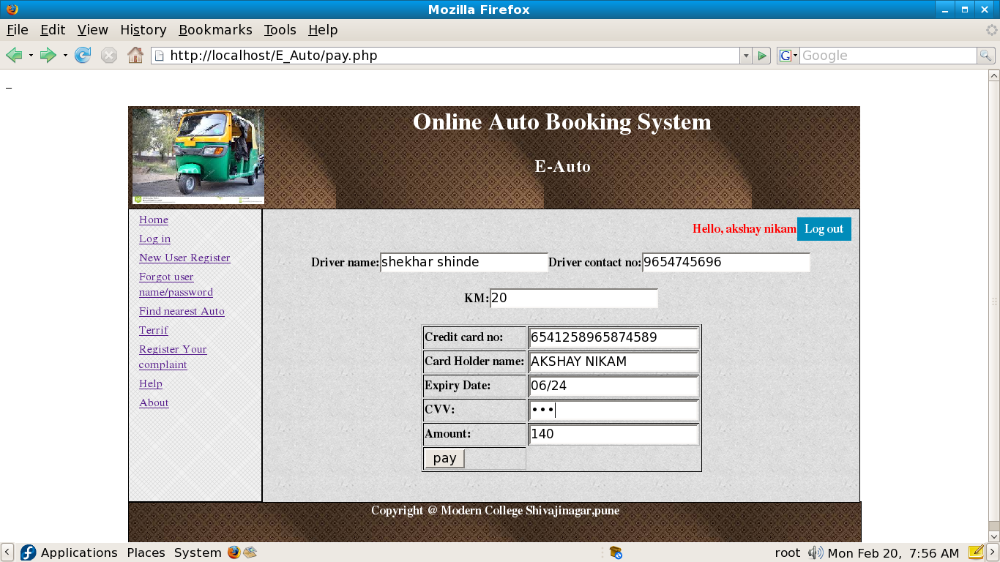 Mozilla Firefox
File Edit View History Bookmarks Tools Help
http://localhost/E_Auto/pay.php
G Google
Online Auto Booking System
E-Auto
Home
Log in
New User Register
Forgot user
name/password
Find nearest Auto
Terrif
Register Your
complaint
Help
About
Hello, akshay nikam Log out
Driver name: shekhar shinde Driver contact no: 9654745696
KM: 20
Credit card no: 6541258965874589
Card Holder name: AKSHAY NIKAM
Expiry Date: 06/24
CVV: •••
Amount: 140
pay
Copyright @ Modern College Shivajinagar,pune
Applications Places System root Mon Feb 20, 7:56 AM